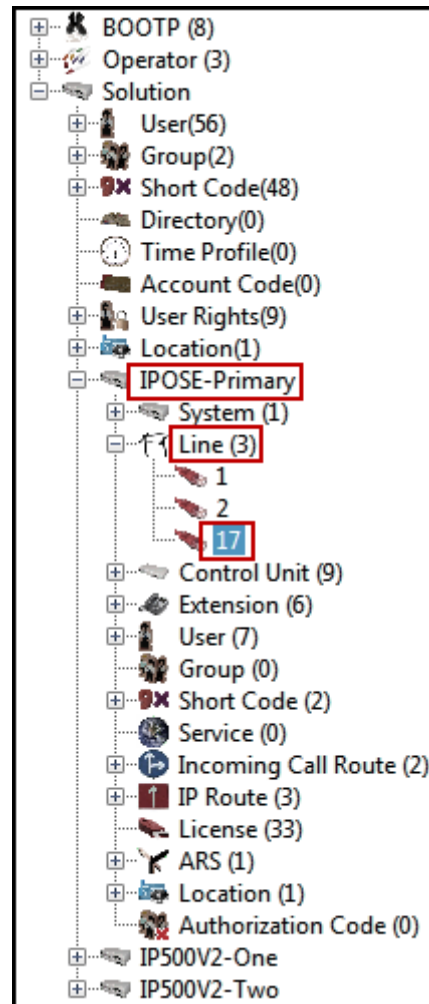 BOOTP (8)
Operator (3)
Solution
User(56)
Group(2)
Short Code(48)
Directory(0)
Time Profile(0)
Account Code(0)
User Rights(9)
Location(1)
IPOSE-Primary
System (1)
Line (3)
1
2
17
Control Unit (9)
Extension (6)
User (7)
Group (0)
Short Code (2)
Service (0)
Incoming Call Route (2)
IP Route (3)
License (33)
ARS (1)
Location (1)
Authorization Code (0)
IP500V2-One
IP500V2-Two